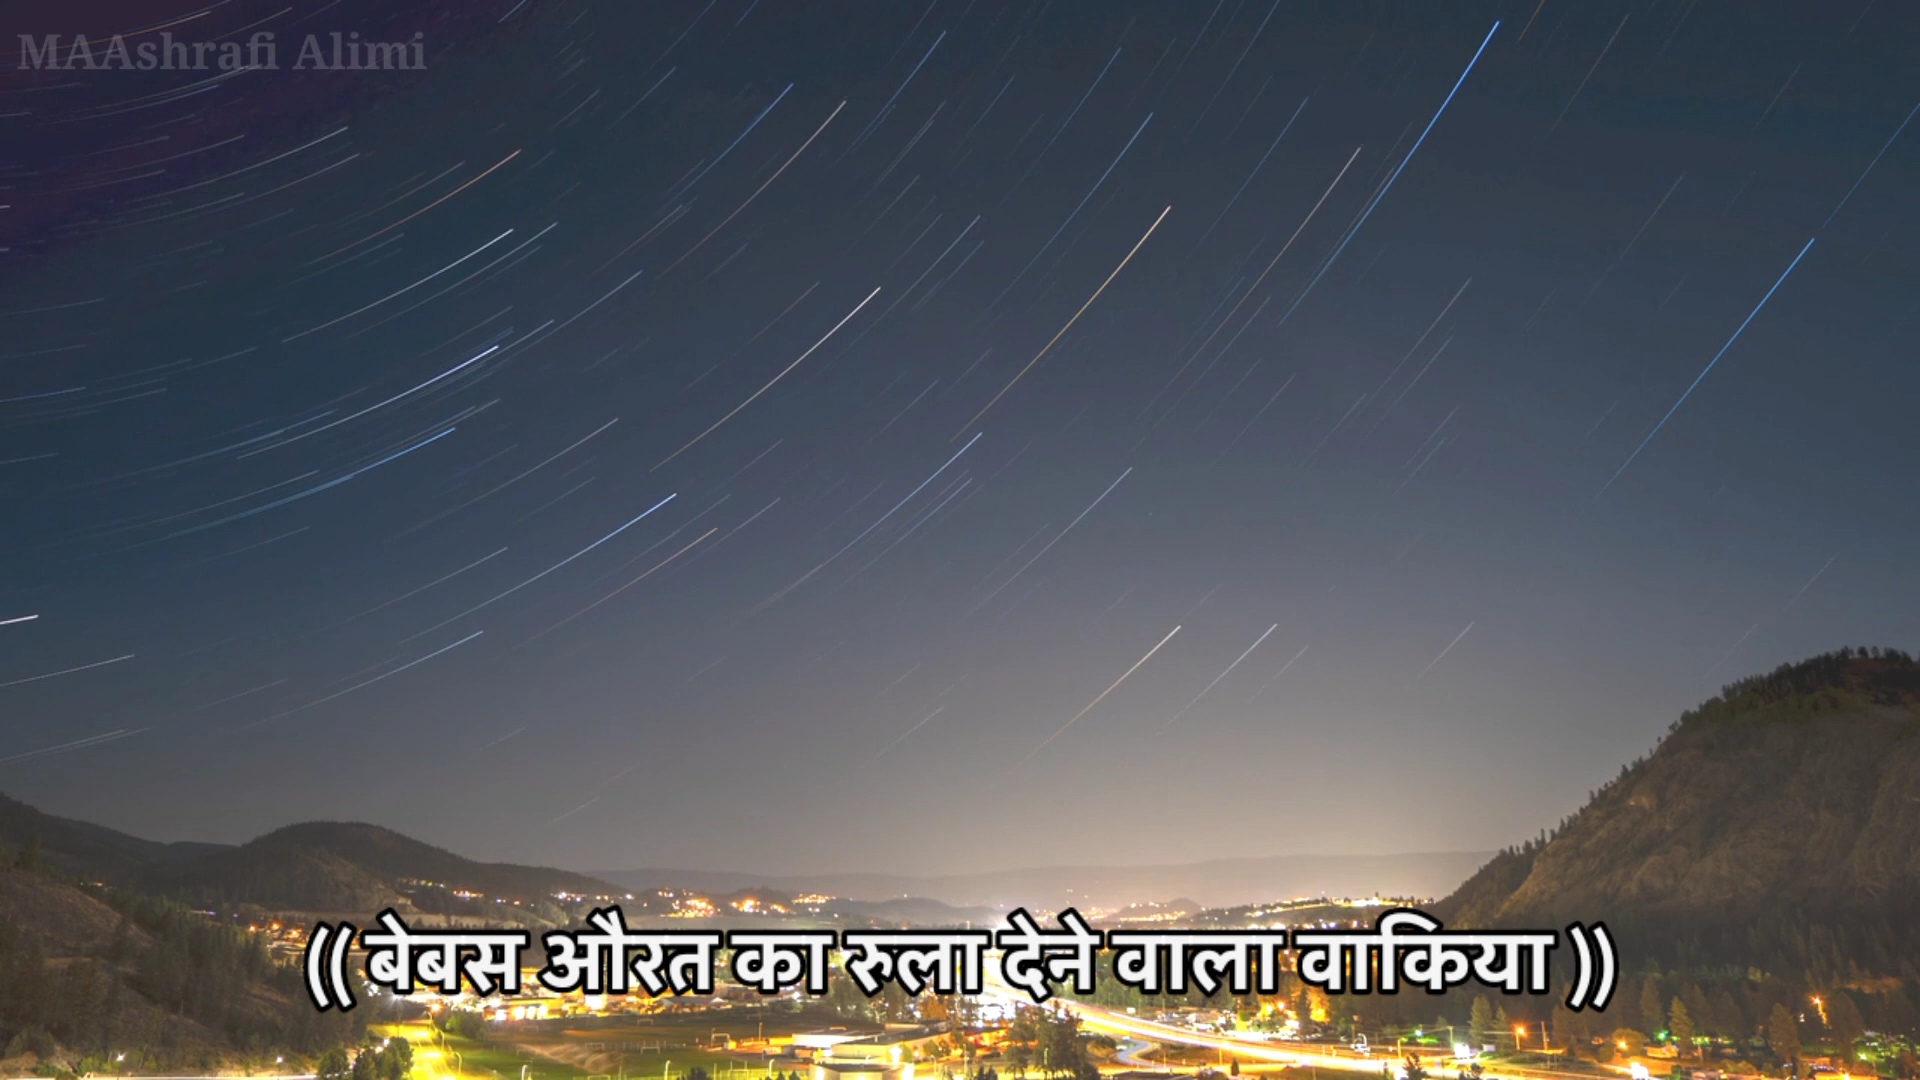 MAAshrafi Alimi
(( बेबस औरत का रुला देने वाला वाकिया ))